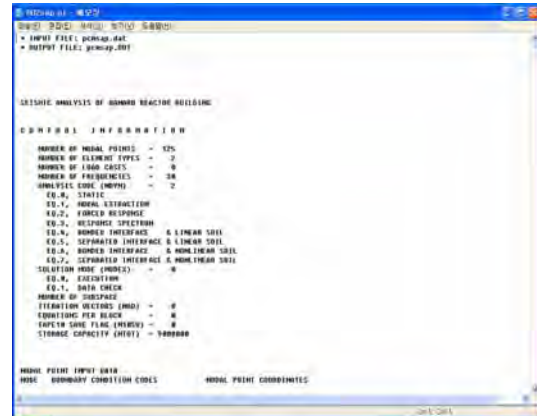 * INPUT FILE: pcmsap.dat
* OUTPUT FILE: pcmsap.OUT
SEISMIC ANALYSIS OF HANARO REACTOR BUILDING
C O N T R O L   I N F O R M A T I O N
NUMBER OF NODAL POINTS = 125
NUMBER OF ELEMENT TYPES = 2
NUMBER OF LOAD CASES = 0
NUMBER OF FREQUENCIES = 30
ANALYSIS CODE (NDYN) = 2
EQ.0, STATIC
EQ.1, MODAL EXTRACTION
EQ.2, FORCED RESPONSE
EQ.3, RESPONSE SPECTRUM
EQ.4, BONDED INTERFACE & LINEAR SOIL
EQ.5, SEPARATED INTERFACE & LINEAR SOIL
EQ.6, BONDED INTERFACE & NONLINEAR SOIL
EQ.7, SEPARATED INTERFACE & NONLINEAR SOIL
SOLUTION MODE (MODEX) = 0
EQ.0, EXECUTION
EQ.1, DATA CHECK
NUMBER OF SUBSPACE
ITERATION VECTORS (NAD) = 0
EQUATIONS PER BLOCK = 0
TAPE10 SAVE FLAG (N10SV) = 0
STORAGE CAPACITY (MTOT) = 5000000
NODAL POINT INPUT DATA
NODE BOUNDARY CONDITION CODES NODAL POINT COORDINATES